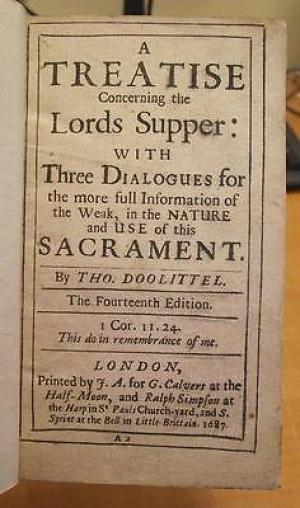 A
TREATISE
Concerning the
Lords Supper:
WITH
Three DIALOGUES for
the more full Information of
the Weak, in the NATURE
and USE of this
SACRAMENT.
By THO. DOOLITTEL.
The Fourteenth Edition.
1 Cor. 11.24.
This do in remembrance of me.
LONDON,
Printed by J. A. for G. Calvert at the
Half-Moon, and Ralph Simpson at
the Harp in St Pauls Church-yard, and S.
Sprint at the Bell in Little-Brittain. 1687.
A 2